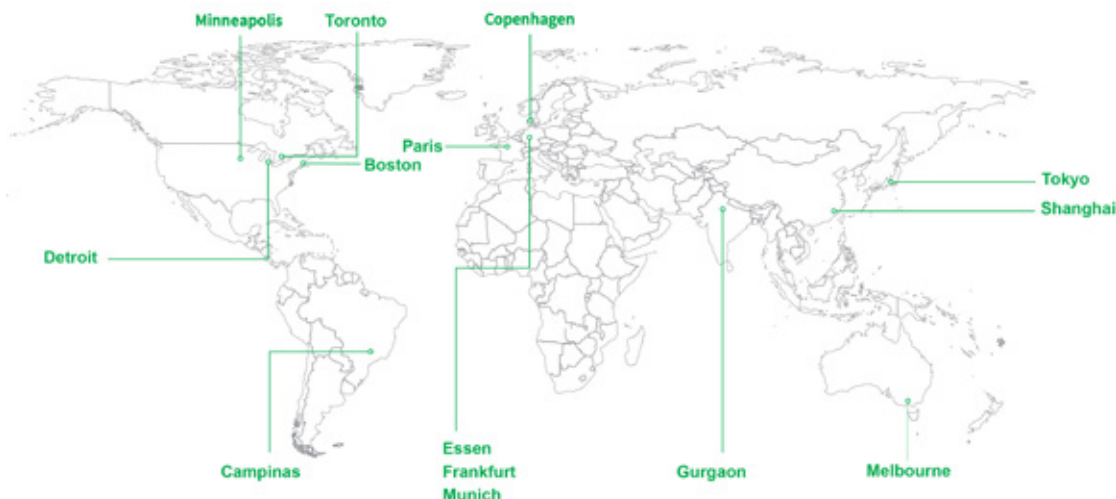 Minneapolis
Toronto
Copenhagen
Paris
Boston
Tokyo
Shanghai
Detroit
Essen
Frankfurt
Munich
Campinas
Gurgaon
Melbourne